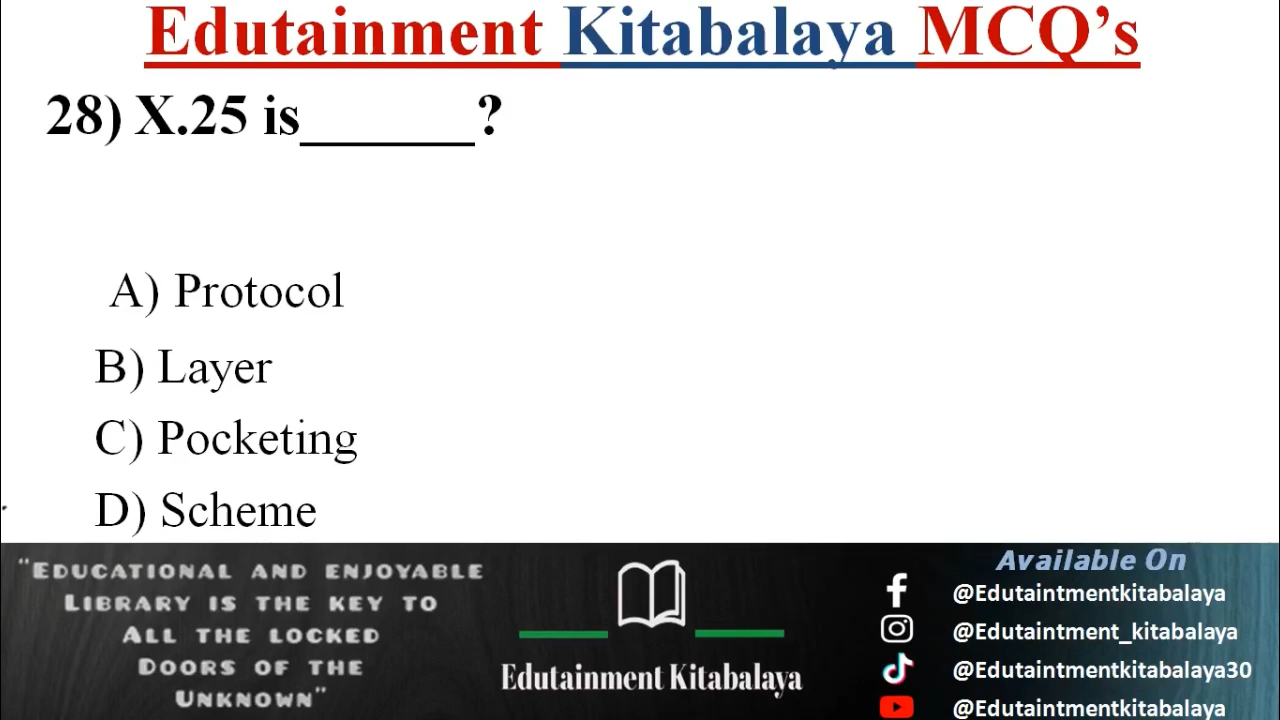 Edutainment Kitabalaya MCQ’s
28) X.25 is______?
A) Protocol
B) Layer
C) Pocketing
D) Scheme
"Educational and enjoyable
Library is the key to
All the locked
Doors of the
Unknown"
Edutainment Kitabalaya
Available On
@Edutaintmentkitabalaya
@Edutaintment_kitabalaya
@Edutaintmentkitabalaya30
@Edutaintmentkitabalaya